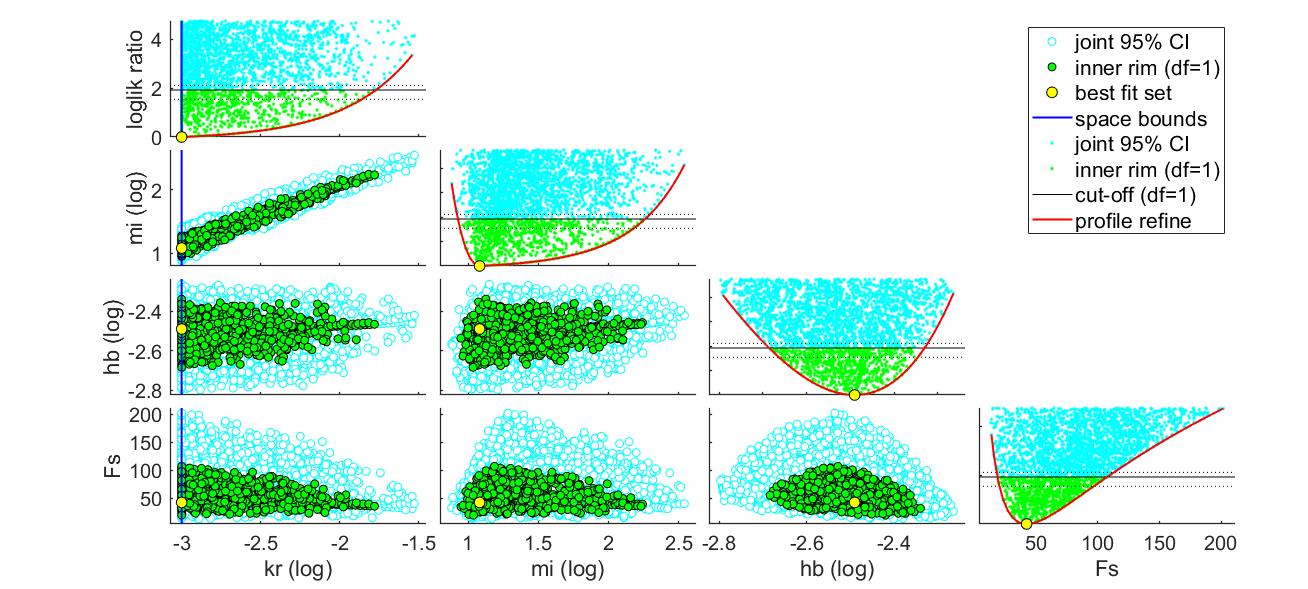 loglik ratio
4
2
0
joint 95% CI
inner rim (df=1)
best fit set
space bounds
joint 95% CI
inner rim (df=1)
cut-off (df=1)
profile refine
mi (log)
2
1
hb (log)
-2.4
-2.6
-2.8
Fs
200
150
100
50
-3 -2.5 -2 -1.5
kr (log)
1 1.5 2 2.5
mi (log)
-2.8 -2.6 -2.4
hb (log)
50 100 150 200
Fs